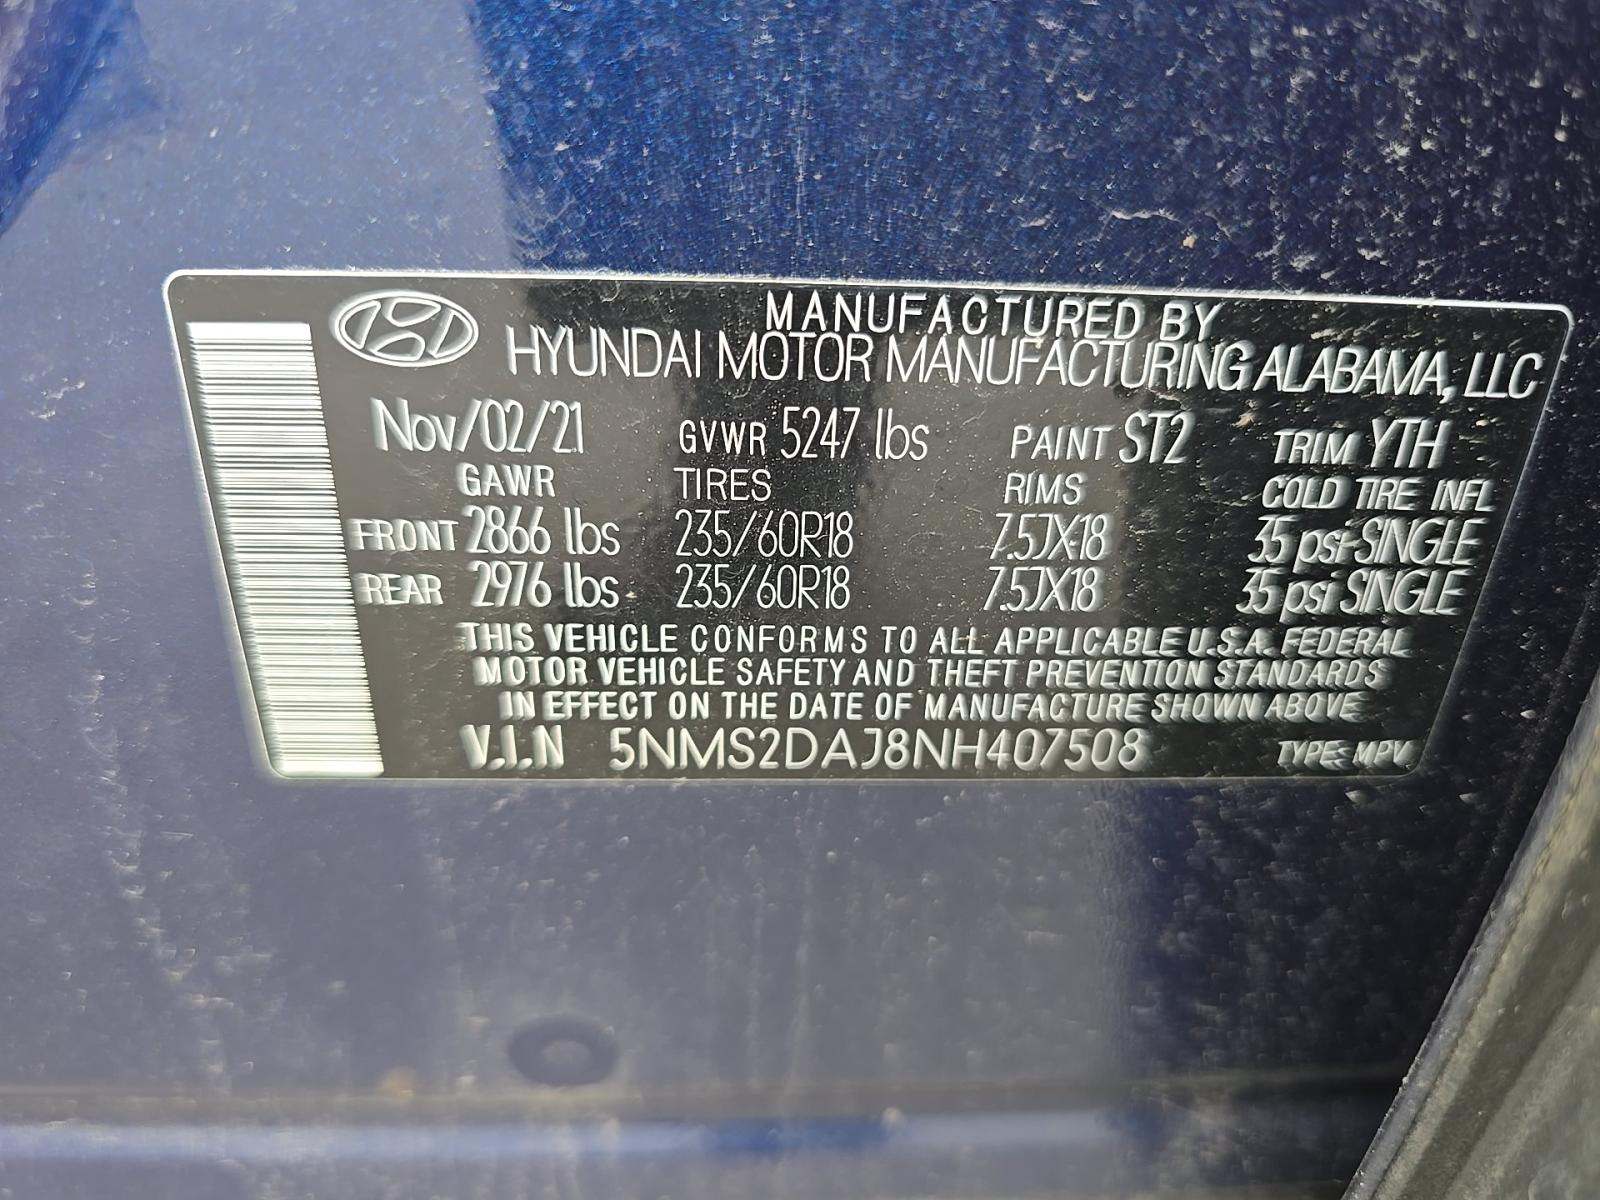 MANUFACTURED BY
HYUNDAI MOTOR MANUFACTURING ALABAMA, LLC
Nov/02/21 GVWR 5247 lbs PAINT ST2 TRIM YTH
GAWR TIRES RIMS COLD TIRE INFL
FRONT 2866 lbs 235/60R18 7.5JX18 35 psi SINGLE
REAR 2976 lbs 235/60R18 7.5JX18 35 psi SINGLE
THIS VEHICLE CONFORMS TO ALL APPLICABLE U.S.A. FEDERAL
MOTOR VEHICLE SAFETY AND THEFT PREVENTION STANDARDS
IN EFFECT ON THE DATE OF MANUFACTURE SHOWN ABOVE
V.I.N 5NMS2DAJ8NH407508 TYPE: MPV